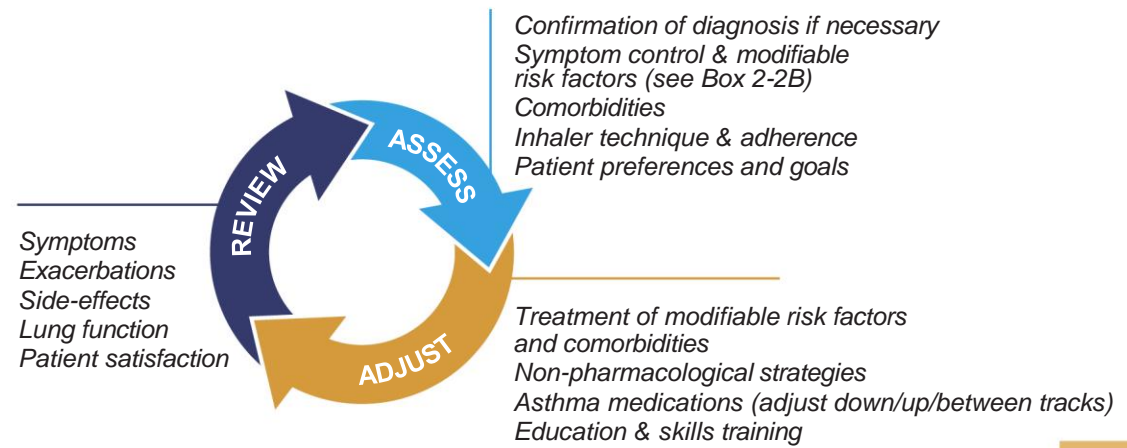 Confirmation of diagnosis if necessary
Symptom control & modifiable
risk factors (see Box 2-2B)
Comorbidities
Inhaler technique & adherence
Patient preferences and goals
ASSESS
REVIEW
Symptoms
Exacerbations
Side-effects
Lung function
Patient satisfaction
ADJUST
Treatment of modifiable risk factors
and comorbidities
Non-pharmacological strategies
Asthma medications (adjust down/up/between tracks)
Education & skills training